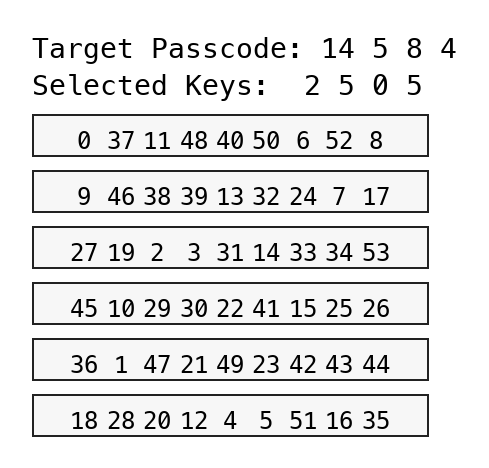 Target Passcode: 14 5 8 4
Selected Keys: 2 5 0 5
0 37 11 48 40 50 6 52 8
9 46 38 39 13 32 24 7 17
27 19 2 3 31 14 33 34 53
45 10 29 30 22 41 15 25 26
36 1 47 21 49 23 42 43 44
18 28 20 12 4 5 51 16 35